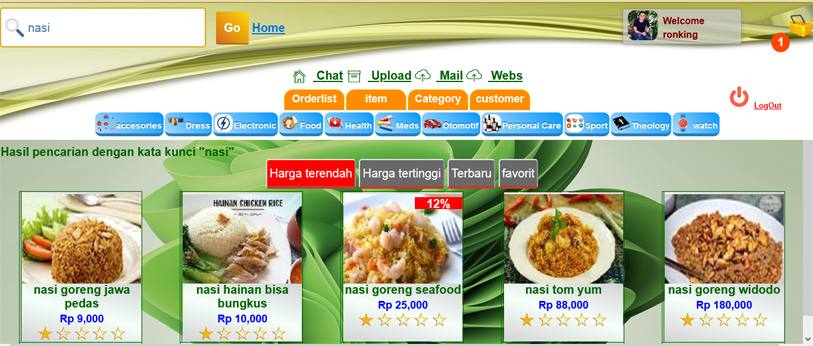 nasi
Go
Home
Welcome
ronking
1
Chat Upload Mail Webs
Orderlist item Category customer
LogOut
accesories Dress Electronic Food Health Meds Otomotif Personal Care Sport Theology watch
Hasil pencarian dengan kata kunci "nasi"
Harga terendah Harga tertinggi Terbaru favorit
HAINAN CHICKEN RICE
12%
nasi goreng jawa
pedas
Rp 9,000
nasi hainan bisa
bungkus
Rp 10,000
nasi goreng seafood
Rp 25,000
nasi tom yum
Rp 88,000
nasi goreng widodo
Rp 180,000